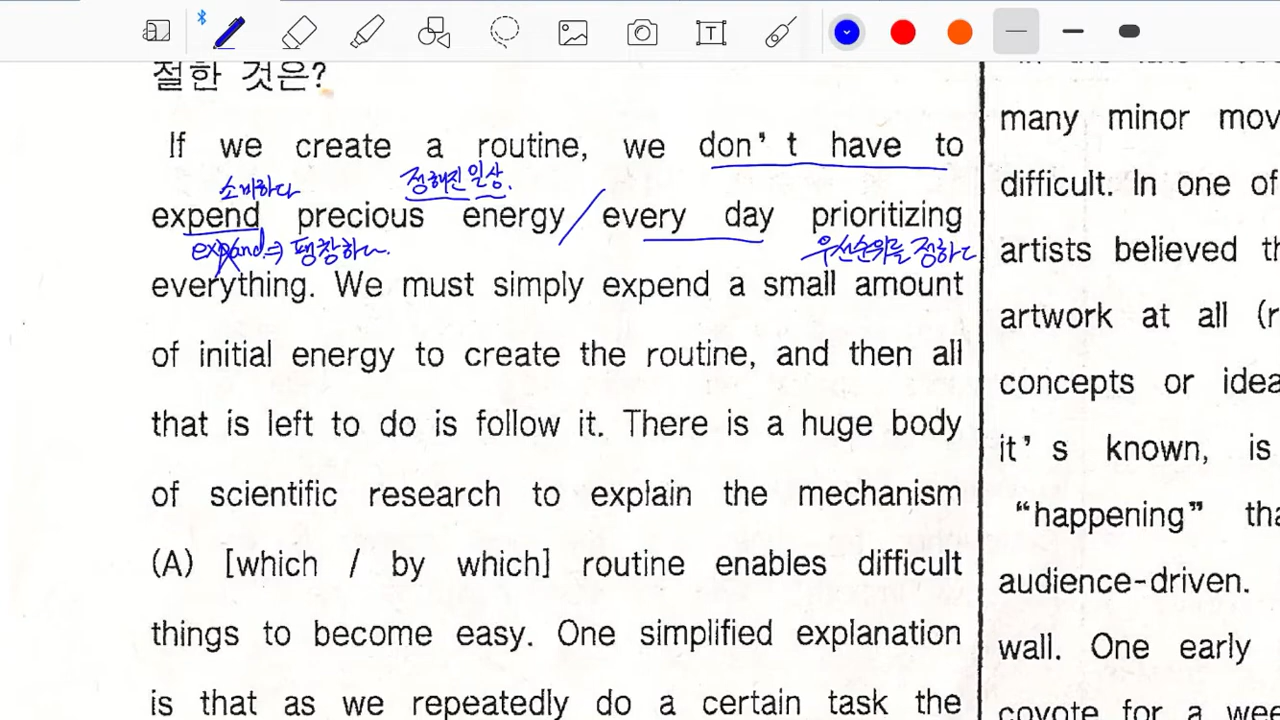 절한 것은?
If we create a routine, we don't have to
소비하다 정해진 일상.
expend precious energy / every day prioritizing
expand ⇒ 팽창하다. 우선순위를 정하다
everything. We must simply expend a small amount
of initial energy to create the routine, and then all
that is left to do is follow it. There is a huge body
of scientific research to explain the mechanism
(A) [which / by which] routine enables difficult
things to become easy. One simplified explanation
is that as we repeatedly do a certain task the
many minor mov
difficult. In one of
artists believed th
artwork at all (r
concepts or idea
it's known, is
“happening” tha
audience-driven.
wall. One early
coyote for a wee